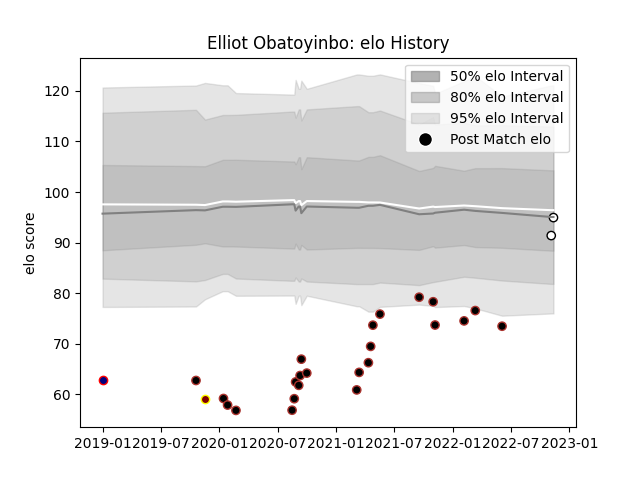 Elliot Obatoyinbo: elo History
50% elo Interval
80% elo Interval
95% elo Interval
Post Match elo
elo score
120
110
100
90
80
70
60
2019-01
2019-07
2020-01
2020-07
2021-01
2021-07
2022-01
2022-07
2023-01